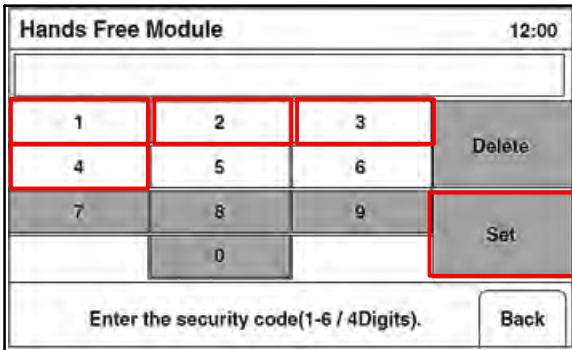 Hands Free Module 12:00
1 2 3
Delete
4 5 6
7 8 9
Set
0
Enter the security code(1-6 / 4Digits). Back